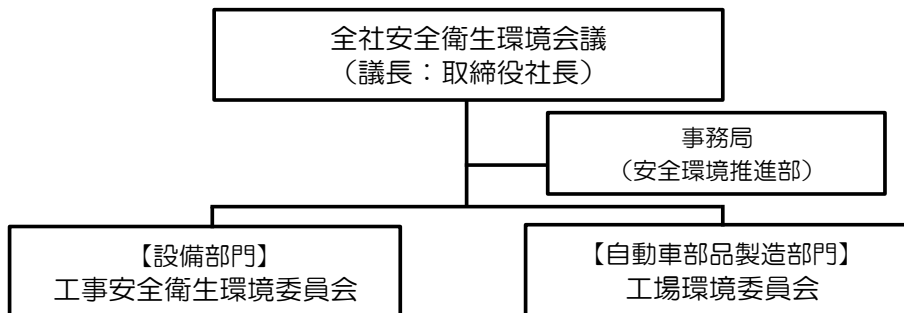 全社安全衛生環境会議
（議長：取締役社長）
事務局
（安全環境推進部）
【設備部門】
工事安全衛生環境委員会
【自動車部品製造部門】
工場環境委員会